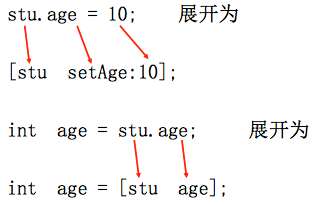 stu.age = 10; 展开为
[stu setAge:10];
int age = stu.age; 展开为
int age = [stu age];